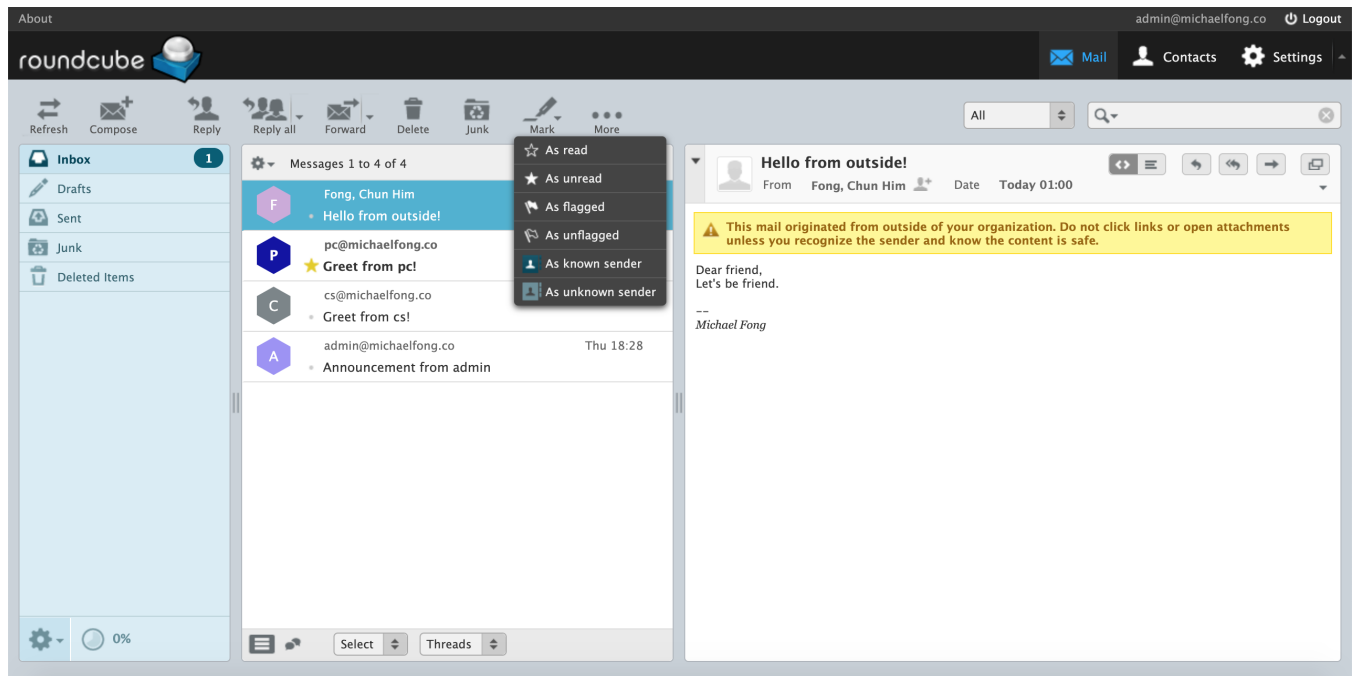 About
admin@michaelfong.co Logout
roundcube
Mail Contacts Settings
Refresh Compose Reply Reply all Forward Delete Junk Mark More
All
Inbox 1
Drafts
Sent
Junk
Deleted Items
0%
Messages 1 to 4 of 4
F
Fong, Chun Him
Hello from outside!
P
pc@michaelfong.co
Greet from pc!
C
cs@michaelfong.co
Greet from cs!
A
admin@michaelfong.co Thu 18:28
Announcement from admin
Select Threads
As read
As unread
As flagged
As unflagged
As known sender
As unknown sender
Hello from outside!
From Fong, Chun Him Date Today 01:00
This mail originated from outside of your organization. Do not click links or open attachments
unless you recognize the sender and know the content is safe.
Dear friend,
Let's be friend.
--
Michael Fong